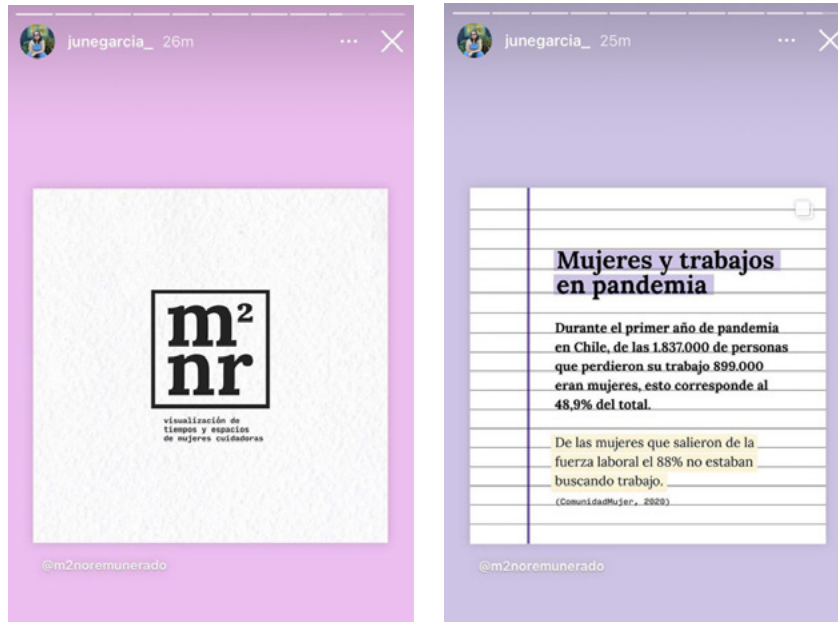 junegarcia_ 26m
m²
nr
visualización de
tiempos y espacios
de mujeres cuidadoras
@m2noremunerado
junegarcia_ 25m
Mujeres y trabajos
en pandemia
Durante el primer año de pandemia
en Chile, de las 1.837.000 de personas
que perdieron su trabajo 899.000
eran mujeres, esto corresponde al
48,9% del total.
De las mujeres que salieron de la
fuerza laboral el 88% no estaban
buscando trabajo.
(ComunidadMujer, 2020)
@m2noremunerado